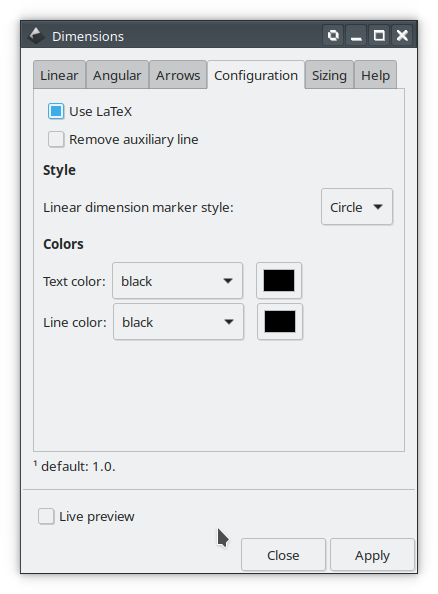 Dimensions
Linear Angular Arrows Configuration Sizing Help
Use LaTeX
Remove auxiliary line
Style
Linear dimension marker style: Circle
Colors
Text color: black
Line color: black
¹ default: 1.0.
Live preview
Close Apply